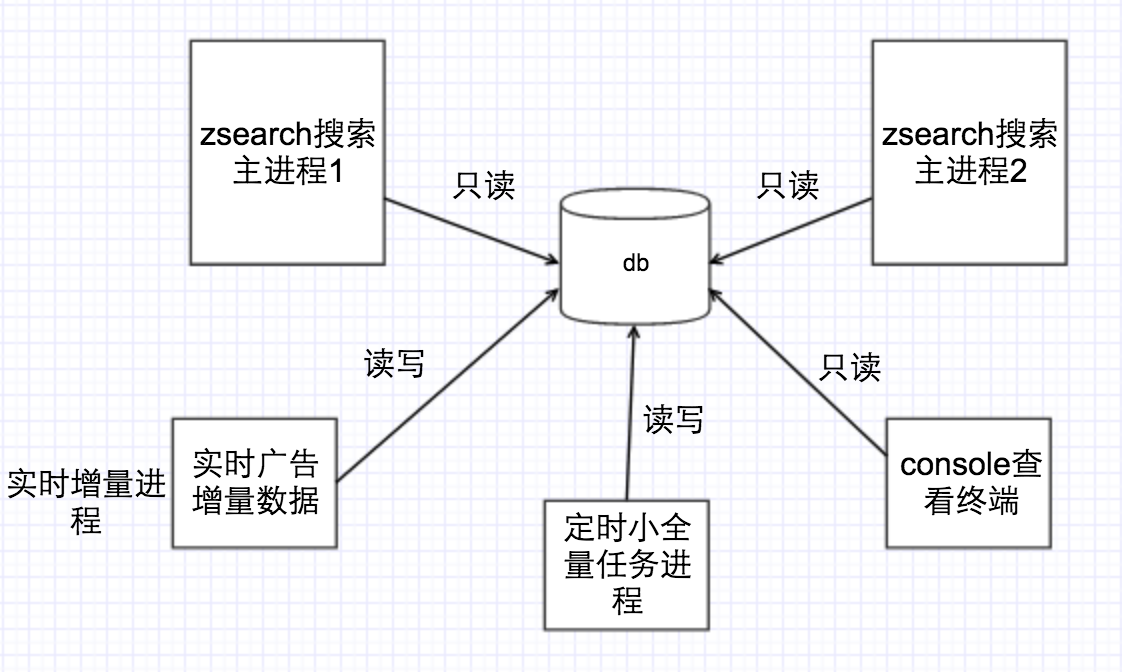 zsearch搜索
主进程1
zsearch搜索
主进程2
只读
只读
db
读写
只读
读写
实时增量进
程
实时广告
增量数据
console查
看终端
定时小全
量任务进
程